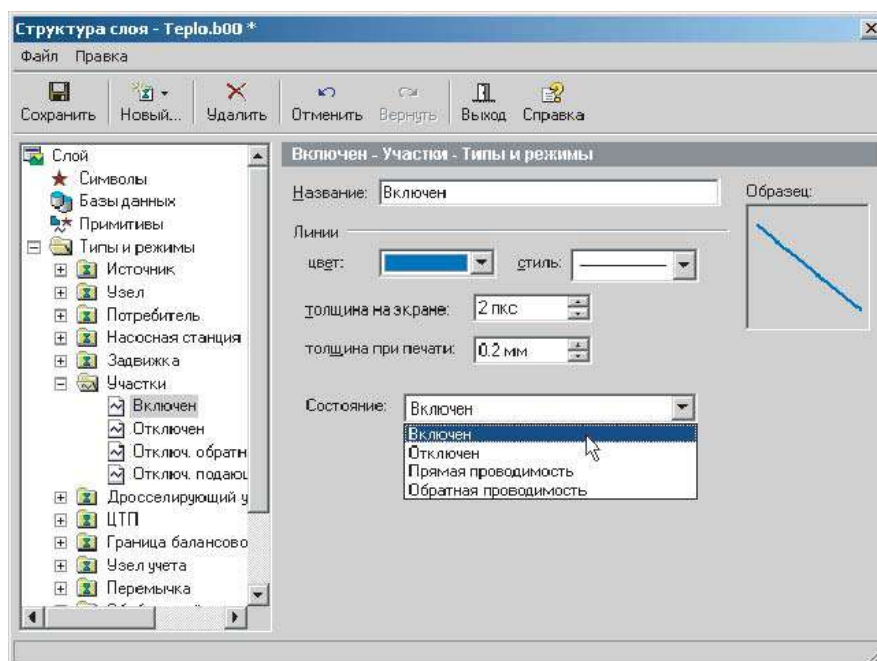 Структура слоя - Teplo.b00 *
Файл Правка
Сохранить Новый... Удалить Отменить Вернуть Выход Справка
Слой
Символы
Базы данных
Примитивы
Типы и режимы
Источник
Узел
Потребитель
Насосная станция
Задвижка
Участки
Включен
Отключен
Отключ. обратн
Отключ. подающ
Дросселирующий у
ЦТП
Граница балансово
Узел учета
Перемычка
Включен - Участки - Типы и режимы
Название: Включен
Образец:
Линии
цвет: стиль:
толщина на экране: 2 пкс
толщина при печати: 0.2 мм
Состояние: Включен
Включен
Отключен
Прямая проводимость
Обратная проводимость